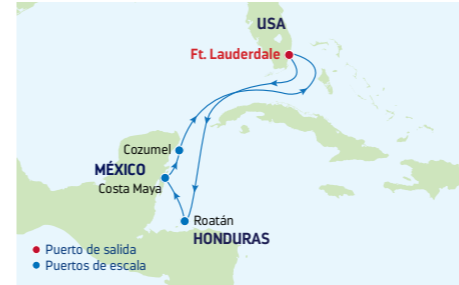 USA
Ft. Lauderdale
Cozumel
MÉXICO
Costa Maya
Roatán
HONDURAS
Puerto de salida
Puertos de escala